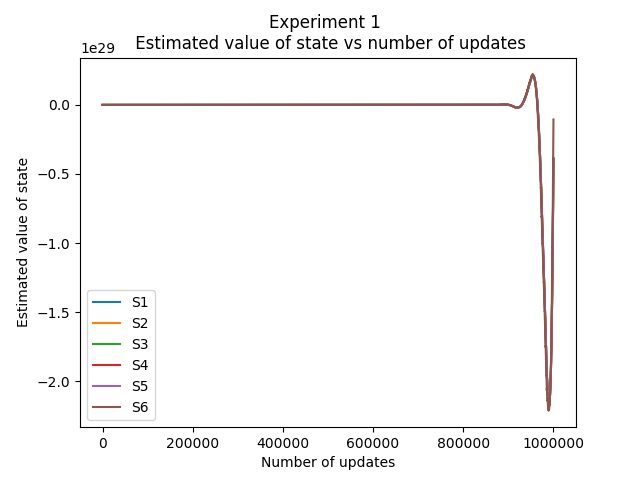 Experiment 1
Estimated value of state vs number of updates
1e29
0.0
−0.5
−1.0
−1.5
−2.0
Estimated value of state
S1
S2
S3
S4
S5
S6
0
200000
400000
600000
800000
1000000
Number of updates